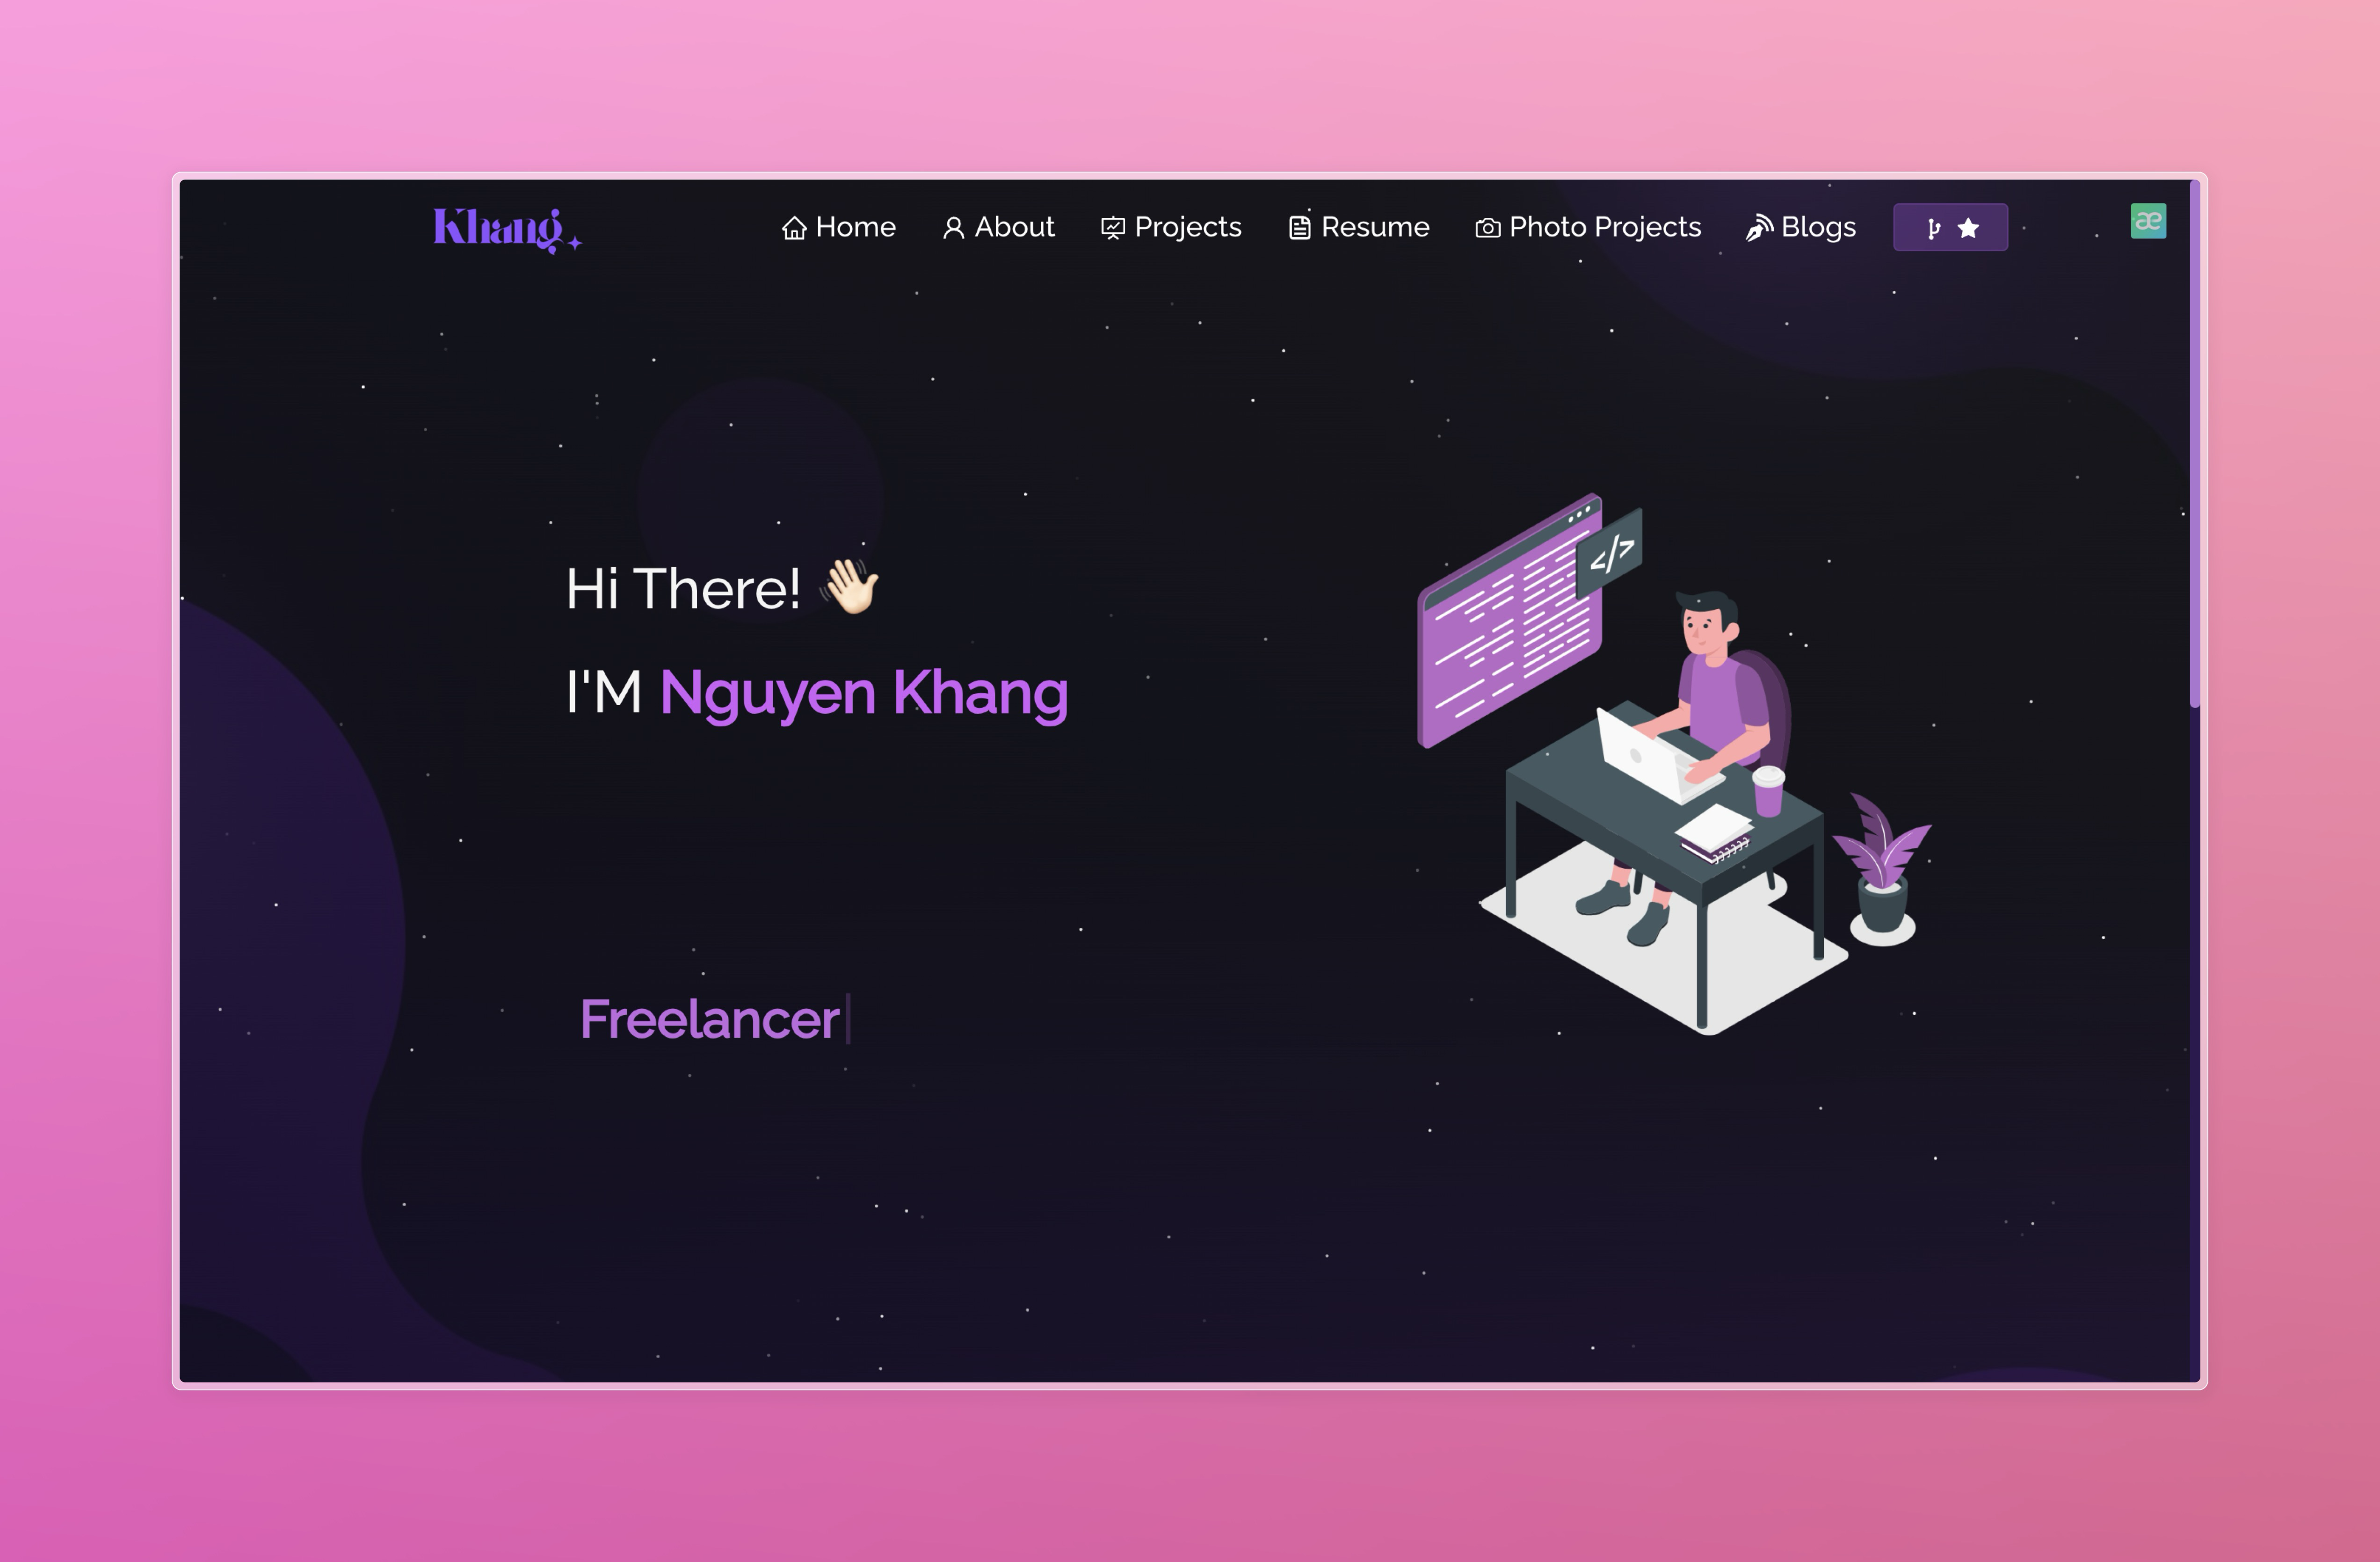 Khang
Home About Projects Resume Photo Projects Blogs
æ
</>
Hi There! 👋🏻
I'M Nguyen Khang
Freelancer